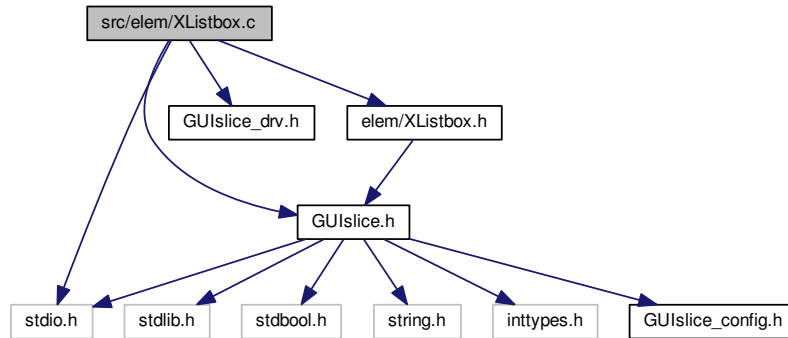 src/elem/XListbox.c
GUIslice_drv.h
elem/XListbox.h
GUIslice.h
stdio.h
stdlib.h
stdbool.h
string.h
inttypes.h
GUIslice_config.h